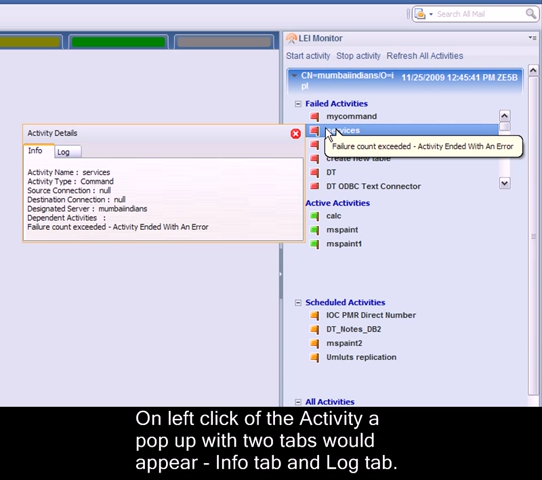 Search All Mail
LEI Monitor
Start activity Stop activity Refresh All Activities
CN=mumbaiindians/O=i 11/25/2009 12:45:41 PM ZE5B
pl
Failed Activities
mycommand
services
Failure count exceeded - Activity Ended With An Error
create new table
DT
DT ODBC Text Connector
Activity Details
Info Log
Activity Name : services
Activity Type : Command
Source Connection : null
Destination Connection : null
Designated Server : mumbaiindians
Dependent Activities :
Failure count exceeded - Activity Ended With An Error
Active Activities
calc
mspaint
mspaint1
Scheduled Activities
IOC PMR Direct Number
DT_Notes_DB2
mspaint2
Umluts replication
All Activities
On left click of the Activity a
pop up with two tabs would
appear - Info tab and Log tab.